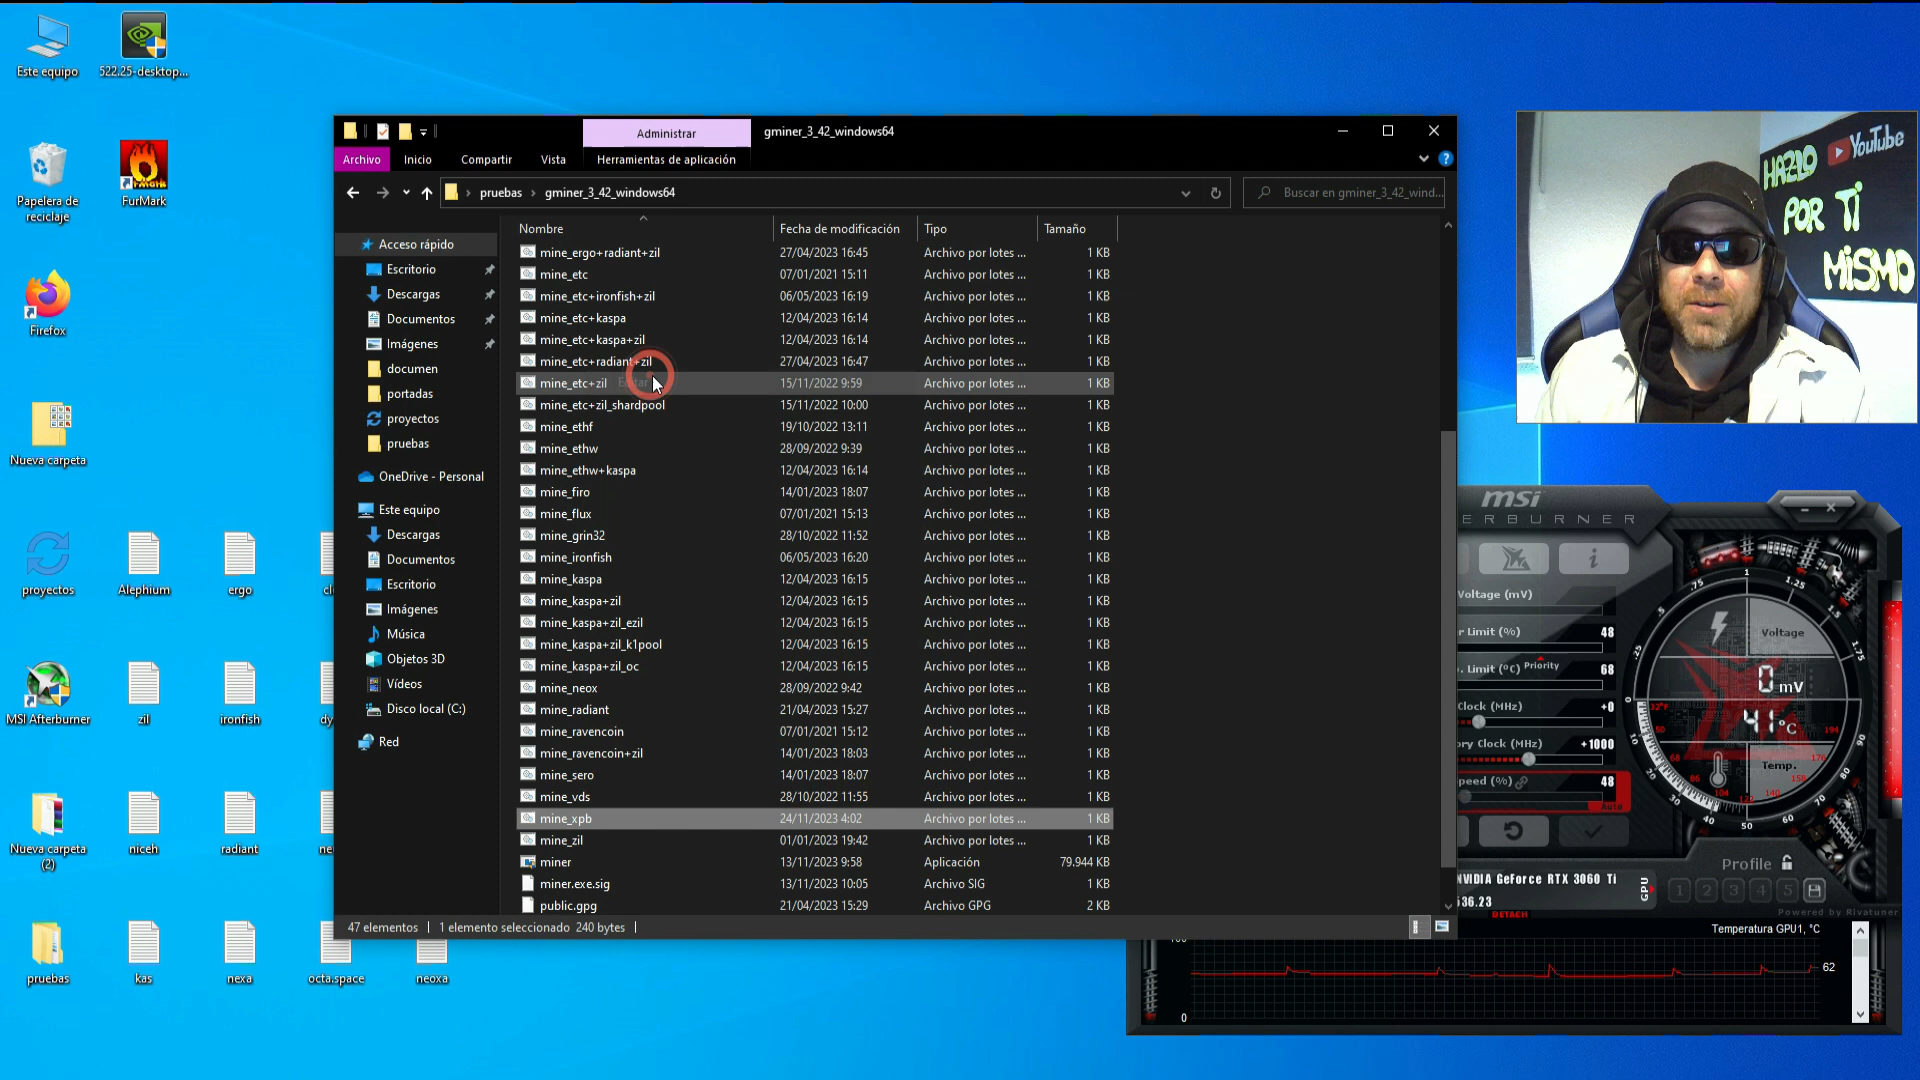 Este equipo
522.25-desktop...
Papelera de
reciclaje
FurMark
Firefox
Nueva carpeta
proyectos
Alephium
ergo
MSI Afterburner
zil
ironfish
Nueva carpeta
(2)
niceh
radiant
pruebas
kas
nexa
octa.space
neoxa
Administrar
gminer_3_42_windows64
Archivo
Inicio
Compartir
Vista
Herramientas de aplicación
pruebas
gminer_3_42_windows64
Buscar en gminer_3_42_wind...
Acceso rápido
Escritorio
Descargas
Documentos
Imágenes
documen
portadas
proyectos
pruebas
OneDrive - Personal
Este equipo
Descargas
Documentos
Escritorio
Imágenes
Música
Objetos 3D
Vídeos
Disco local (C:)
Red
Nombre Fecha de modificación Tipo Tamaño
mine_ergo+radiant+zil 27/04/2023 16:45 Archivo por lotes ... 1 KB
mine_etc 07/01/2021 15:11 Archivo por lotes ... 1 KB
mine_etc+ironfish+zil 06/05/2023 16:19 Archivo por lotes ... 1 KB
mine_etc+kaspa 12/04/2023 16:14 Archivo por lotes ... 1 KB
mine_etc+kaspa+zil 12/04/2023 16:14 Archivo por lotes ... 1 KB
mine_etc+radiant+zil 27/04/2023 16:47 Archivo por lotes ... 1 KB
mine_etc+zil 15/11/2022 9:59 Archivo por lotes ... 1 KB
mine_etc+zil_shardpool 15/11/2022 10:00 Archivo por lotes ... 1 KB
mine_ethf 19/10/2022 13:11 Archivo por lotes ... 1 KB
mine_ethw 28/09/2022 9:39 Archivo por lotes ... 1 KB
mine_ethw+kaspa 12/04/2023 16:14 Archivo por lotes ... 1 KB
mine_firo 14/01/2023 18:07 Archivo por lotes ... 1 KB
mine_flux 07/01/2021 15:13 Archivo por lotes ... 1 KB
mine_grin32 28/10/2022 11:52 Archivo por lotes ... 1 KB
mine_ironfish 06/05/2023 16:20 Archivo por lotes ... 1 KB
mine_kaspa 12/04/2023 16:15 Archivo por lotes ... 1 KB
mine_kaspa+zil 12/04/2023 16:15 Archivo por lotes ... 1 KB
mine_kaspa+zil_ezil 12/04/2023 16:15 Archivo por lotes ... 1 KB
mine_kaspa+zil_k1pool 12/04/2023 16:15 Archivo por lotes ... 1 KB
mine_kaspa+zil_oc 12/04/2023 16:15 Archivo por lotes ... 1 KB
mine_neox 28/09/2022 9:42 Archivo por lotes ... 1 KB
mine_radiant 21/04/2023 15:27 Archivo por lotes ... 1 KB
mine_ravencoin 07/01/2021 15:12 Archivo por lotes ... 1 KB
mine_ravencoin+zil 14/01/2023 18:03 Archivo por lotes ... 1 KB
mine_sero 14/01/2023 18:07 Archivo por lotes ... 1 KB
mine_vds 28/10/2022 11:55 Archivo por lotes ... 1 KB
mine_xpb 24/11/2023 4:02 Archivo por lotes ... 1 KB
mine_zil 01/01/2023 19:42 Archivo por lotes ... 1 KB
miner 13/11/2023 9:58 Aplicación 79.944 KB
miner.exe.sig 13/11/2023 10:05 Archivo SIG 1 KB
public.gpg 21/04/2023 15:29 Archivo GPG 2 KB
47 elementos
1 elemento seleccionado 240 bytes
HAZLO
YouTube
POR TI
MISMO
msi
ERBURNER
Voltage (mV)
r Limit (%) 48
. Limit (°C) Priority 68
Clock (MHz) +0
ory Clock (MHz) +1000
peed (%) 48
Auto
Voltage
0 mV
41 °C
Temp.
Profile
1 2 3 4 5
NVIDIA GeForce RTX 3060 Ti
536.23
DETACH
GPU
Powered by Rivatuner
Temperatura GPU1, °C
62
0